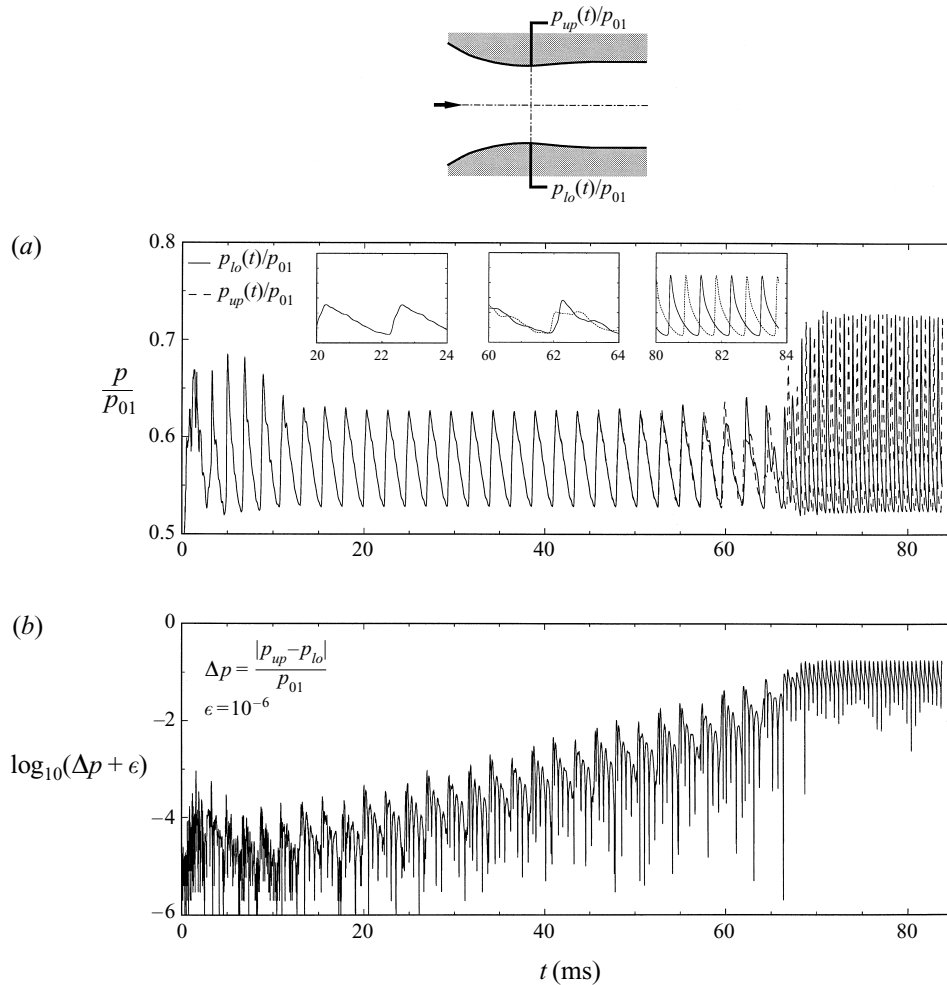 p_up(t)/p_01
p_lo(t)/p_01
(a)
0.8
p_lo(t)/p_01
p_up(t)/p_01
0.7
p
p_01
0.6
0.5
20 22 24
60 62 64
80 82 84
0 20 40 60 80
(b)
0
Δp = |p_up−p_lo|
p_01
ϵ=10^−6
−2
log_10(Δp + ϵ)
−4
−6
0 20 40 60 80
t (ms)